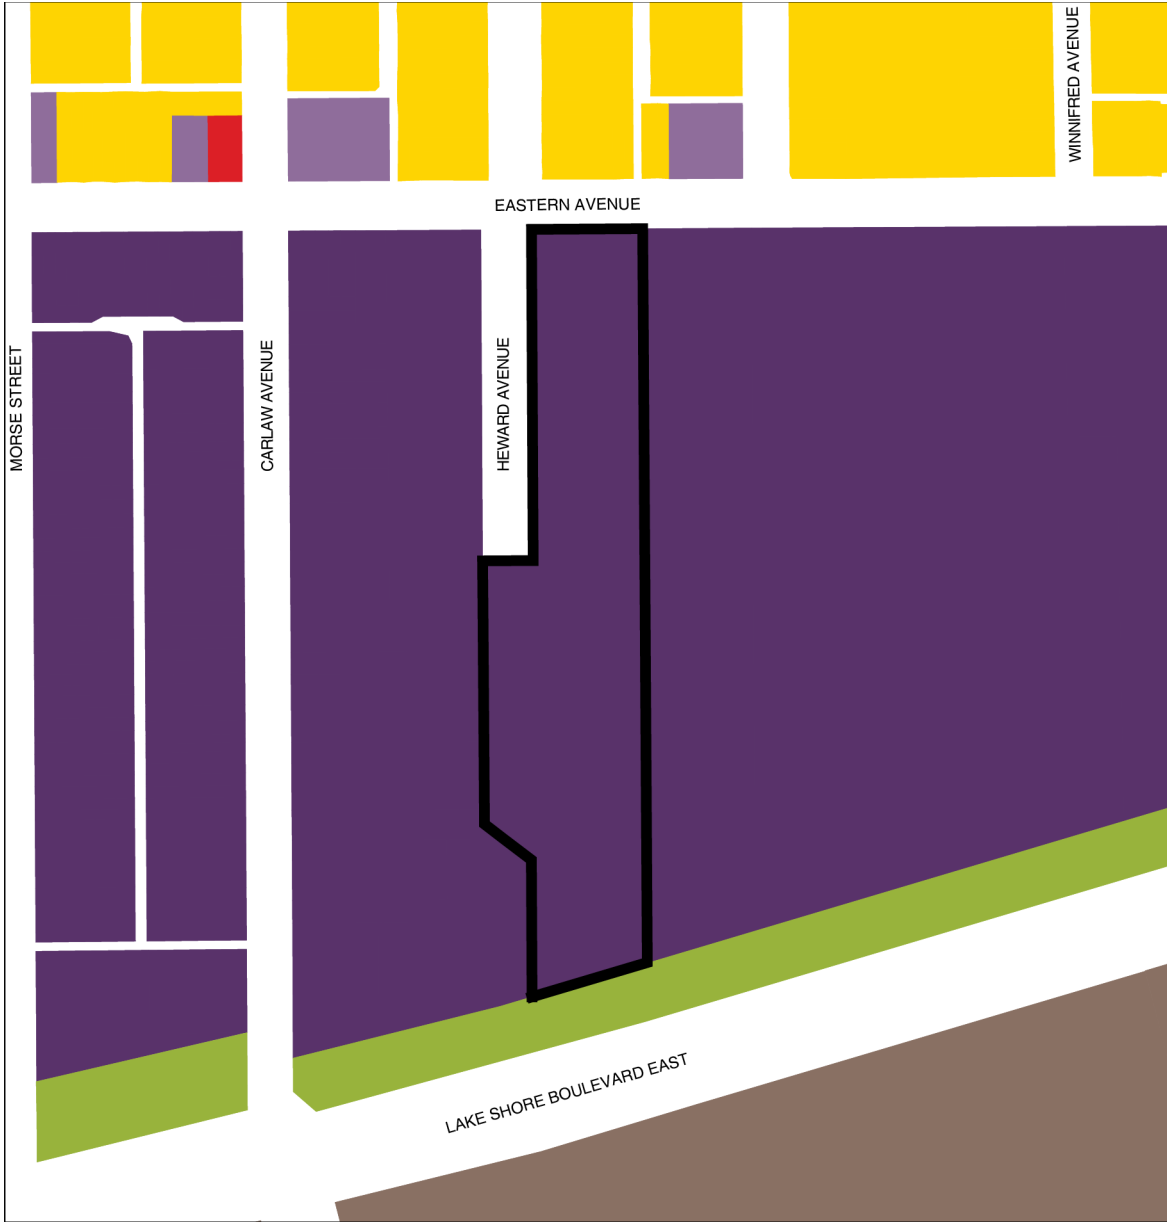 WINNIFRED AVENUE
EASTERN AVENUE
MORSE STREET
CARLAW AVENUE
HEWARD AVENUE
LAKE SHORE BOULEVARD EAST